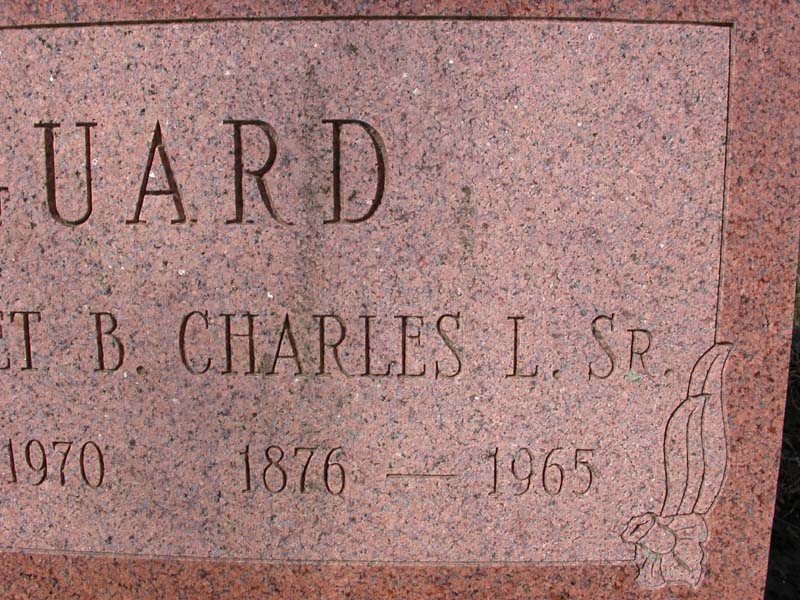 UARD
ET B. CHARLES L. SR.
1970 1876 — 1965